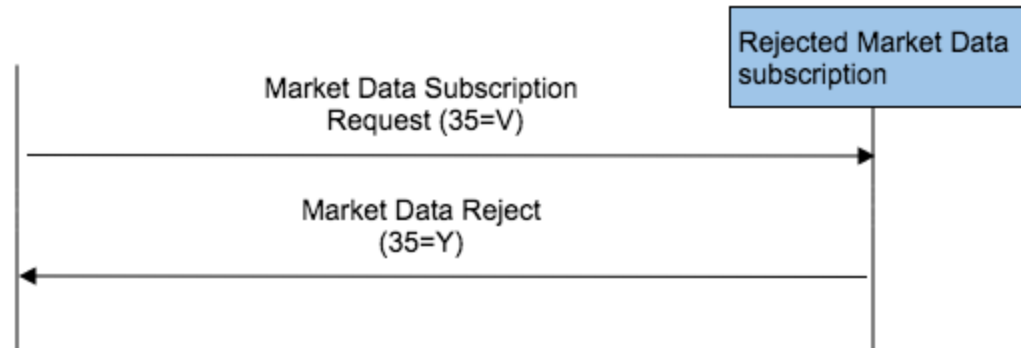 Rejected Market Data
subscription
Market Data Subscription
Request (35=V)
Market Data Reject
(35=Y)